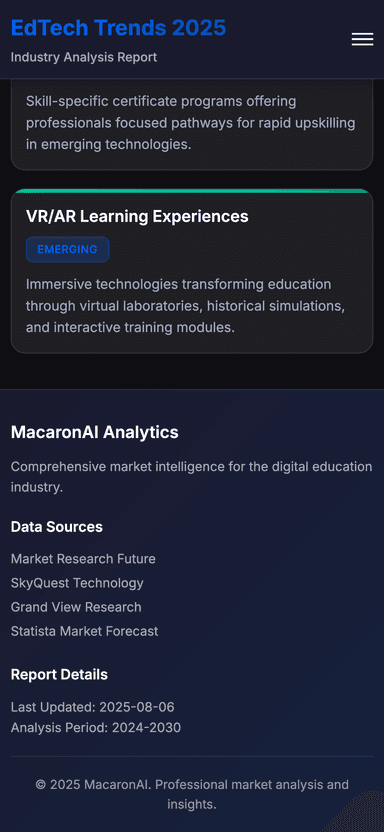 EdTech Trends 2025
Industry Analysis Report
Skill-specific certificate programs offering
professionals focused pathways for rapid upskilling
in emerging technologies.
VR/AR Learning Experiences
EMERGING
Immersive technologies transforming education
through virtual laboratories, historical simulations,
and interactive training modules.
MacaronAI Analytics
Comprehensive market intelligence for the digital education
industry.
Data Sources
Market Research Future
SkyQuest Technology
Grand View Research
Statista Market Forecast
Report Details
Last Updated: 2025-08-06
Analysis Period: 2024-2030
© 2025 MacaronAI. Professional market analysis and
insights.